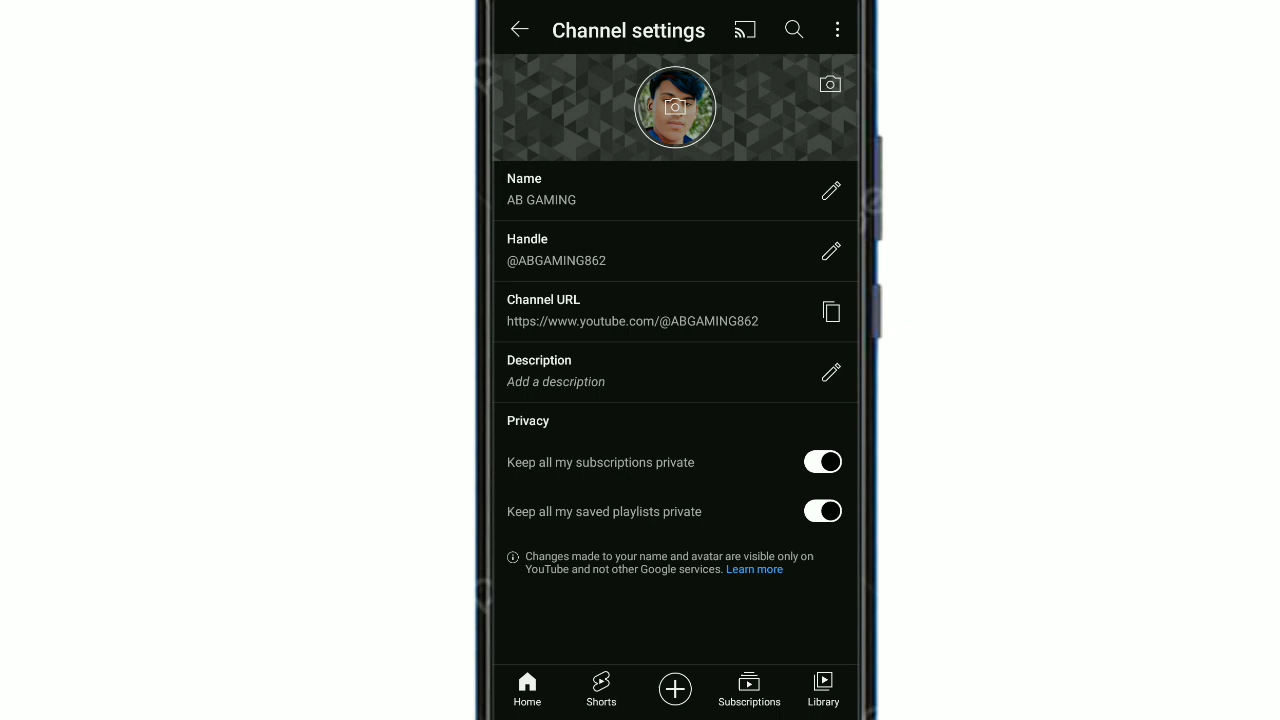 Channel settings
Name
AB GAMING
Handle
@ABGAMING862
Channel URL
https://www.youtube.com/@ABGAMING862
Description
Add a description
Privacy
Keep all my subscriptions private
Keep all my saved playlists private
Changes made to your name and avatar are visible only on
YouTube and not other Google services. Learn more
Home Shorts Subscriptions Library